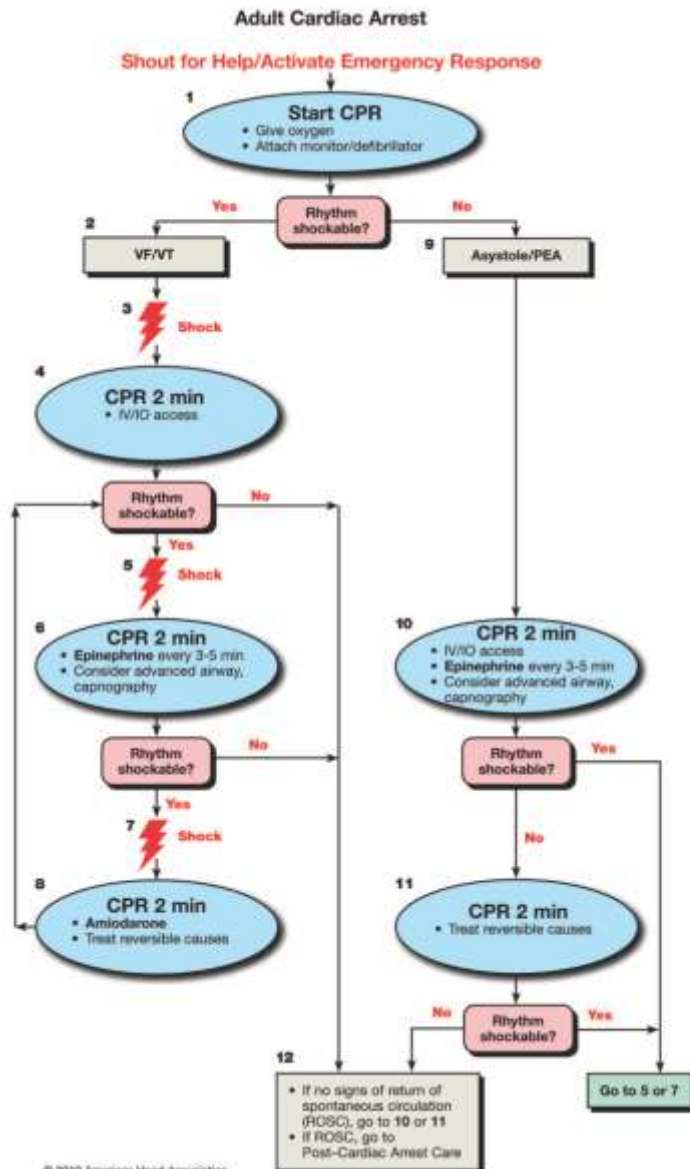 Adult Cardiac Arrest
Shout for Help/Activate Emergency Response
1
Start CPR
• Give oxygen
• Attach monitor/defibrillator
Yes
Rhythm
shockable?
No
2
VF/VT
9
Asystole/PEA
3
Shock
4
CPR 2 min
• IV/IO access
Rhythm
shockable?
No
Yes
5
Shock
6
CPR 2 min
• Epinephrine every 3-5 min
• Consider advanced airway,
capnography
10
CPR 2 min
• IV/IO access
• Epinephrine every 3-5 min
• Consider advanced airway,
capnography
Rhythm
shockable?
No
Rhythm
shockable?
Yes
Yes
7
Shock
No
8
CPR 2 min
• Amiodarone
• Treat reversible causes
11
CPR 2 min
• Treat reversible causes
No
Rhythm
shockable?
Yes
12
• If no signs of return of
spontaneous circulation
(ROSC), go to 10 or 11
• If ROSC, go to
Post–Cardiac Arrest Care
Go to 5 or 7
American Heart Association